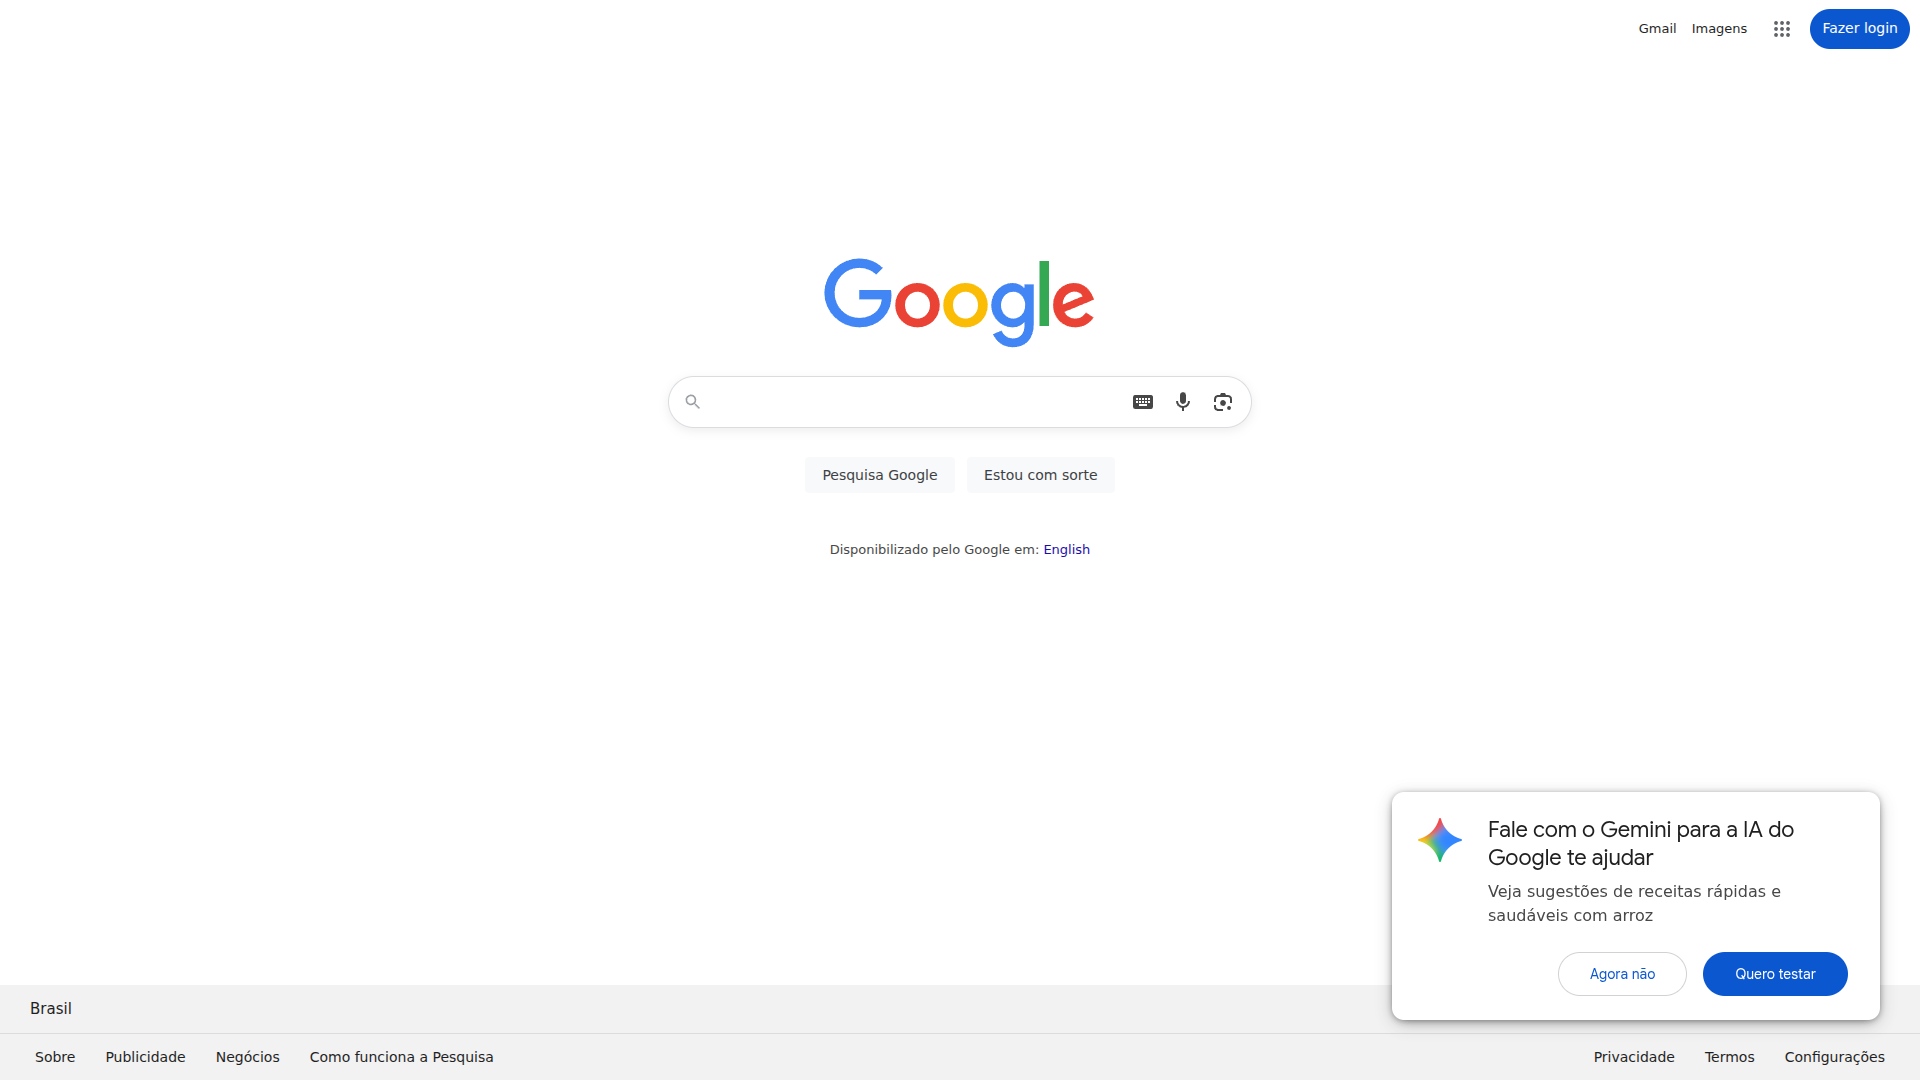 Gmail
Imagens
Fazer login
Google
Pesquisa Google
Estou com sorte
Disponibilizado pelo Google em: English
Fale com o Gemini para a IA do
Google te ajudar
Veja sugestões de receitas rápidas e
saudáveis com arroz
Agora não
Quero testar
Brasil
Sobre
Publicidade
Negócios
Como funciona a Pesquisa
Privacidade
Termos
Configurações